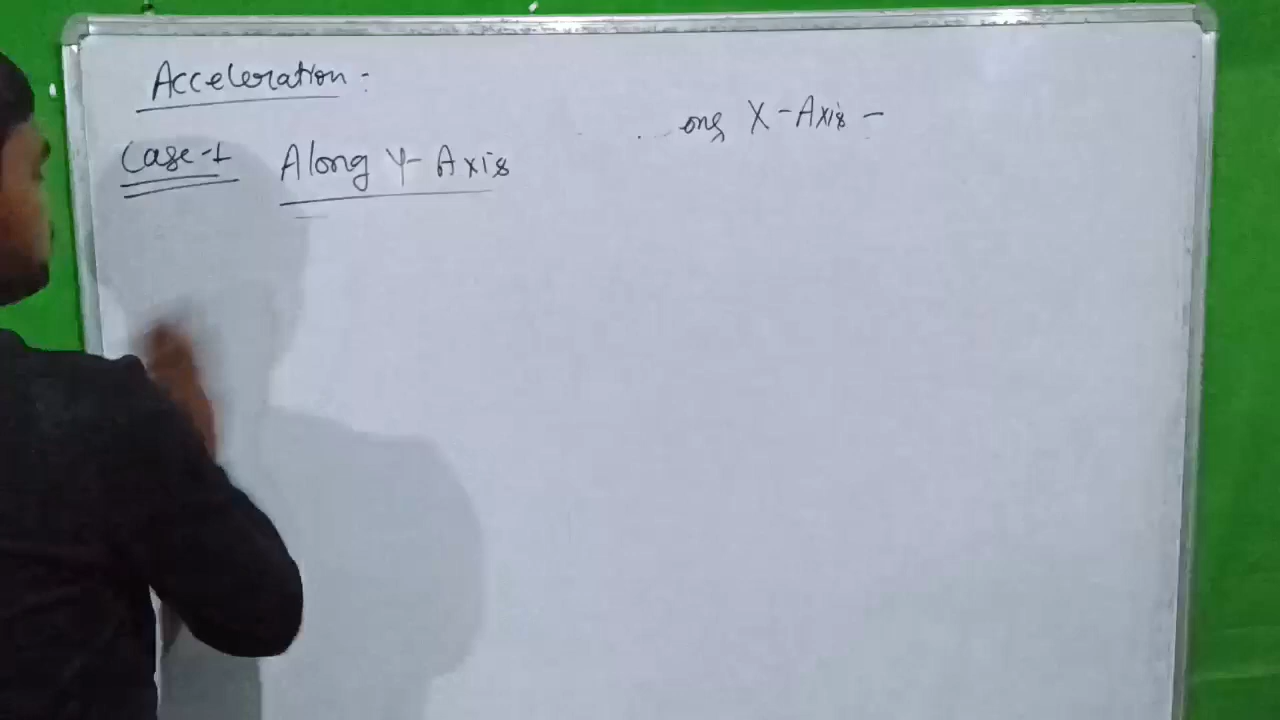 Acceleration :
Case-1 Along Y-Axis
ong X-Axis -